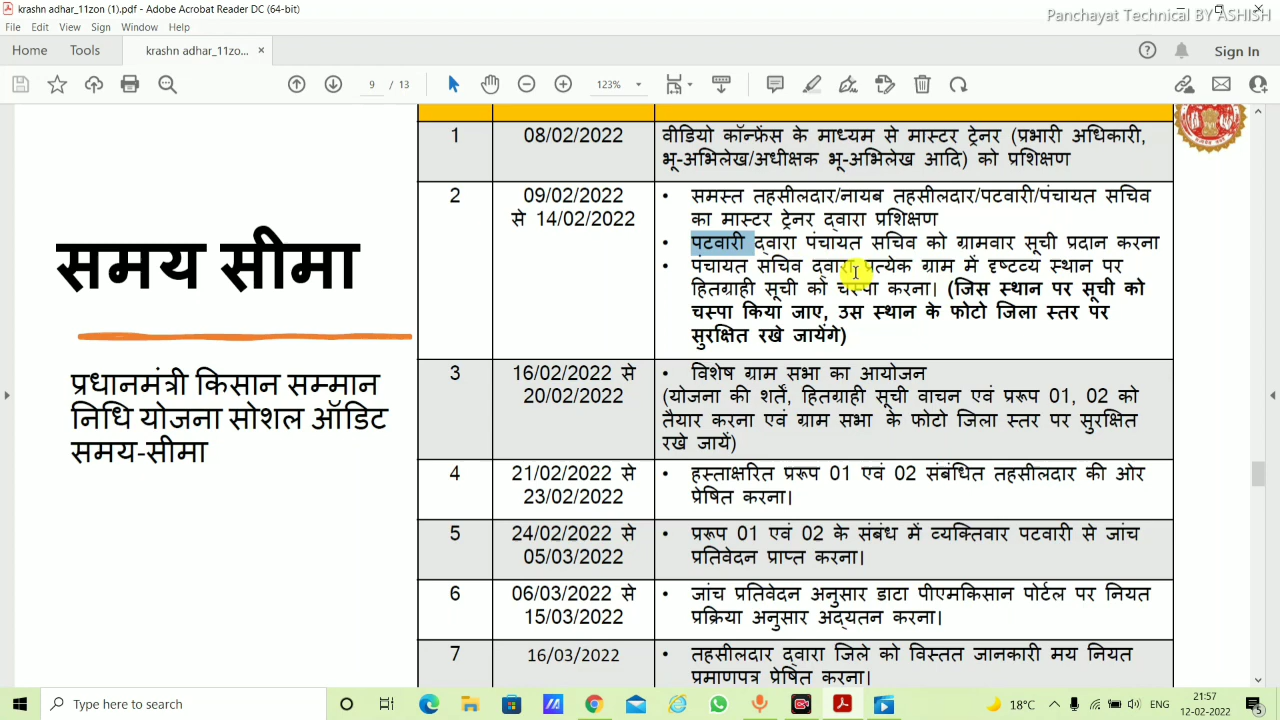 krashn adhar_11zon (1).pdf - Adobe Acrobat Reader DC (64-bit)
Panchayat Technical BY ASHISH
File Edit View Sign Window Help
Home Tools krashn adhar_11zo... × Sign In
9 / 13 123%
1 08/02/2022 वीडियो कॉन्फ्रेंस के माध्यम से मास्टर ट्रेनर (प्रभारी अधिकारी,
भू-अभिलेख/अधीक्षक भू-अभिलेख आदि) को प्रशिक्षण
2 09/02/2022 • समस्त तहसीलदार/नायब तहसीलदार/पटवारी/पंचायत सचिव
से 14/02/2022 का मास्टर ट्रेनर द्वारा प्रशिक्षण
• पटवारी द्वारा पंचायत सचिव को ग्रामवार सूची प्रदान करना
• पंचायत सचिव द्वारा प्रत्येक ग्राम में दृष्टव्य स्थान पर
हितग्राही सूची को चस्पा करना। (जिस स्थान पर सूची को
चस्पा किया जाए, उस स्थान के फोटो जिला स्तर पर
सुरक्षित रखे जायेंगे)
3 16/02/2022 से • विशेष ग्राम सभा का आयोजन
20/02/2022 (योजना की शर्तें, हितग्राही सूची वाचन एवं प्ररूप 01, 02 को
तैयार करना एवं ग्राम सभा के फोटो जिला स्तर पर सुरक्षित
रखे जायें)
4 21/02/2022 से • हस्ताक्षरित प्ररूप 01 एवं 02 संबंधित तहसीलदार की ओर
23/02/2022 प्रेषित करना।
5 24/02/2022 से • प्ररूप 01 एवं 02 के संबंध में व्यक्तिवार पटवारी से जांच
05/03/2022 प्रतिवेदन प्राप्त करना।
6 06/03/2022 से • जांच प्रतिवेदन अनुसार डाटा पीएमकिसान पोर्टल पर नियत
15/03/2022 प्रक्रिया अनुसार अद्यतन करना।
7 16/03/2022 • तहसीलदार द्वारा जिले को विस्तत जानकारी मय नियत
प्रमाणपत्र प्रेषित करना।
समय सीमा
प्रधानमंत्री किसान सम्मान
निधि योजना सोशल ऑडिट
समय-सीमा
Type here to search 18°C ENG 21:57
12-02-2022 5